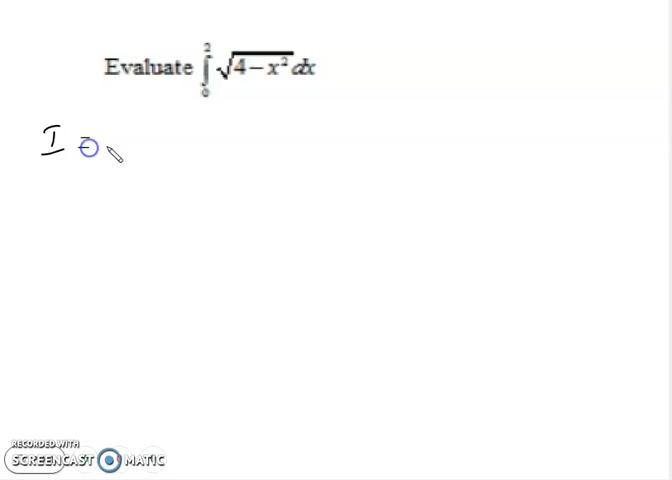 Evaluate ∫₀² √(4 − x²) dx
I =
RECORDED WITH
SCREENCAST MATIC